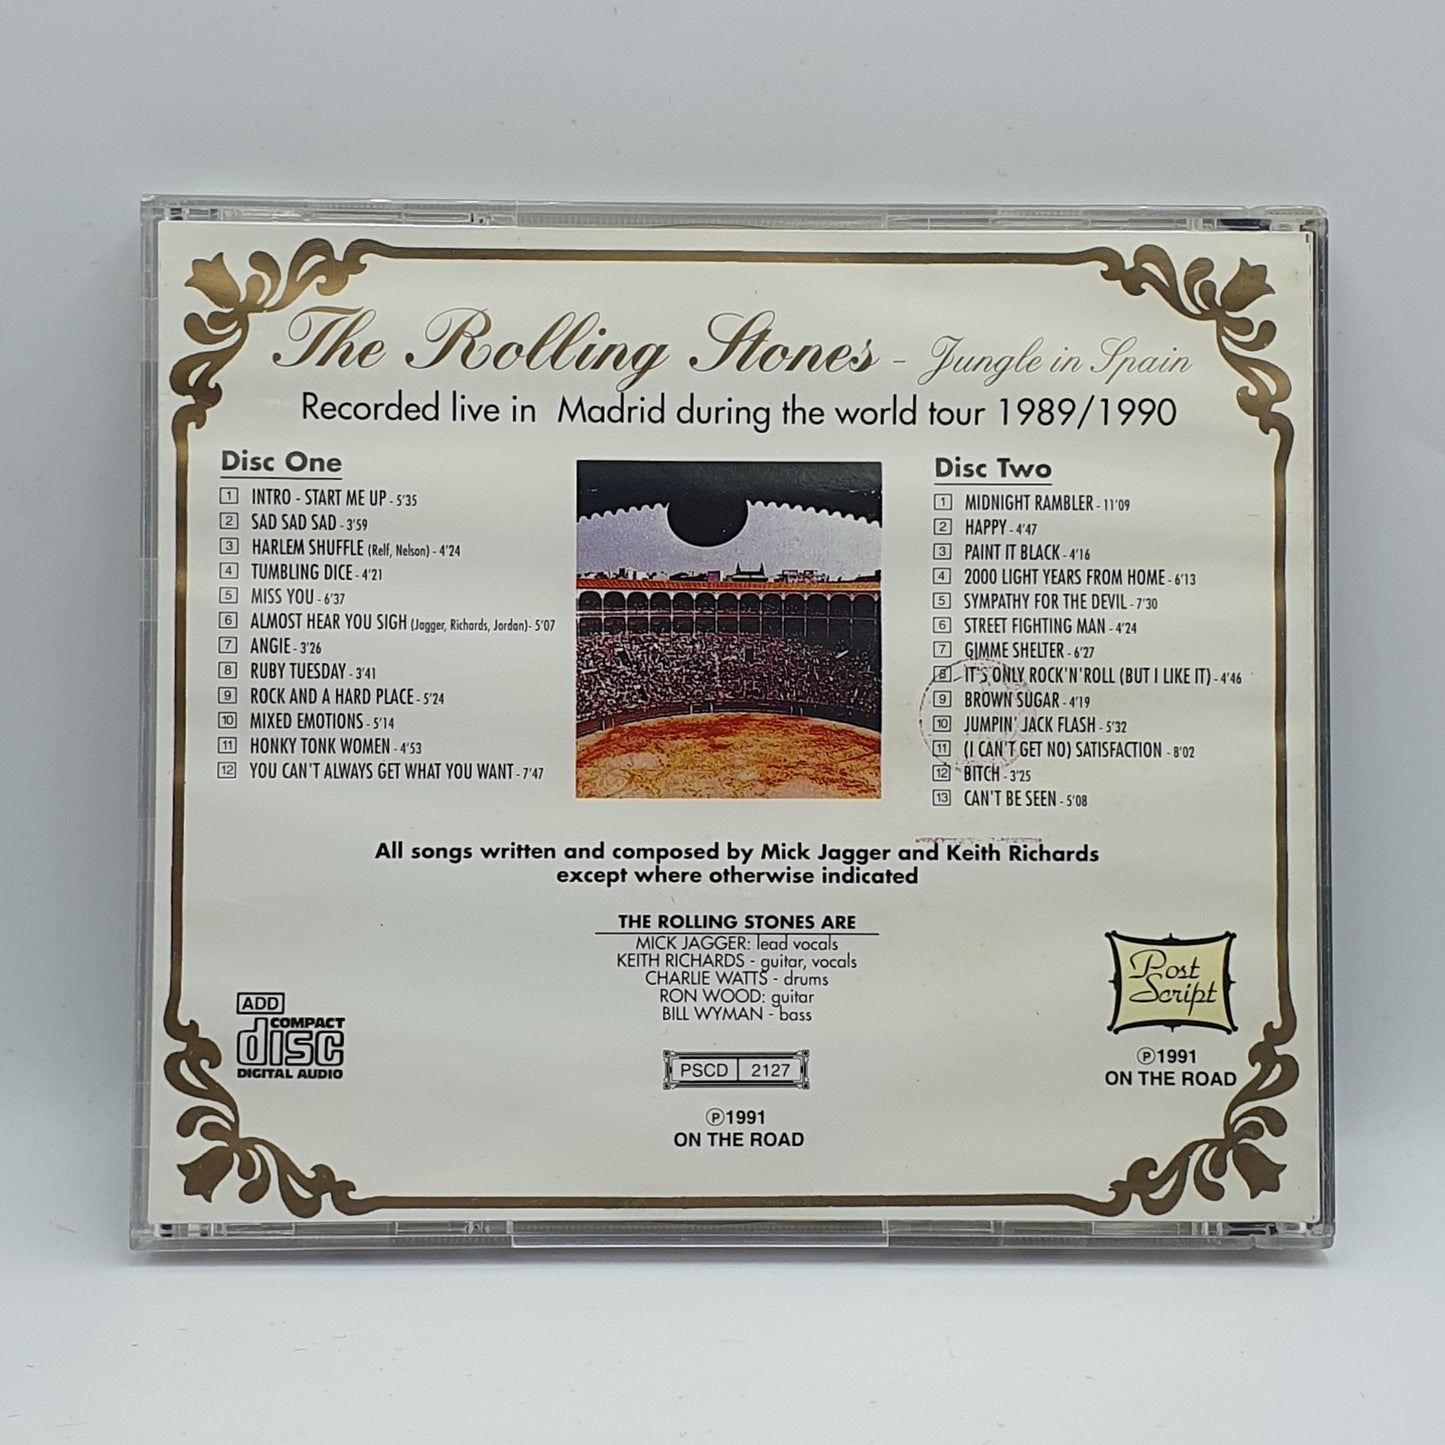 The Rolling Stones - Jungle in Spain
Recorded live in Madrid during the world tour 1989/1990
Disc One
1 INTRO - START ME UP - 5'35
2 SAD SAD SAD - 3'59
3 HARLEM SHUFFLE (Relf, Nelson) - 4'24
4 TUMBLING DICE - 4'21
5 MISS YOU - 6'37
6 ALMOST HEAR YOU SIGH (Jagger, Richards, Jordan) - 5'07
7 ANGIE - 3'26
8 RUBY TUESDAY - 3'41
9 ROCK AND A HARD PLACE - 5'24
10 MIXED EMOTIONS - 5'14
11 HONKY TONK WOMEN - 4'53
12 YOU CAN'T ALWAYS GET WHAT YOU WANT - 7'47
Disc Two
1 MIDNIGHT RAMBLER - 11'09
2 HAPPY - 4'47
3 PAINT IT BLACK - 4'16
4 2000 LIGHT YEARS FROM HOME - 6'13
5 SYMPATHY FOR THE DEVIL - 7'30
6 STREET FIGHTING MAN - 4'24
7 GIMME SHELTER - 6'27
8 IT'S ONLY ROCK'N'ROLL (BUT I LIKE IT) - 4'46
9 BROWN SUGAR - 4'19
10 JUMPIN' JACK FLASH - 5'32
11 (I CAN'T GET NO) SATISFACTION - 8'02
12 BITCH - 3'25
13 CAN'T BE SEEN - 5'08
All songs written and composed by Mick Jagger and Keith Richards
except where otherwise indicated
THE ROLLING STONES ARE
MICK JAGGER: lead vocals
KEITH RICHARDS - guitar, vocals
CHARLIE WATTS - drums
RON WOOD: guitar
BILL WYMAN - bass
ADD
COMPACT
disc
DIGITAL AUDIO
PSCD 2127
℗1991
ON THE ROAD
Post
Script
℗1991
ON THE ROAD